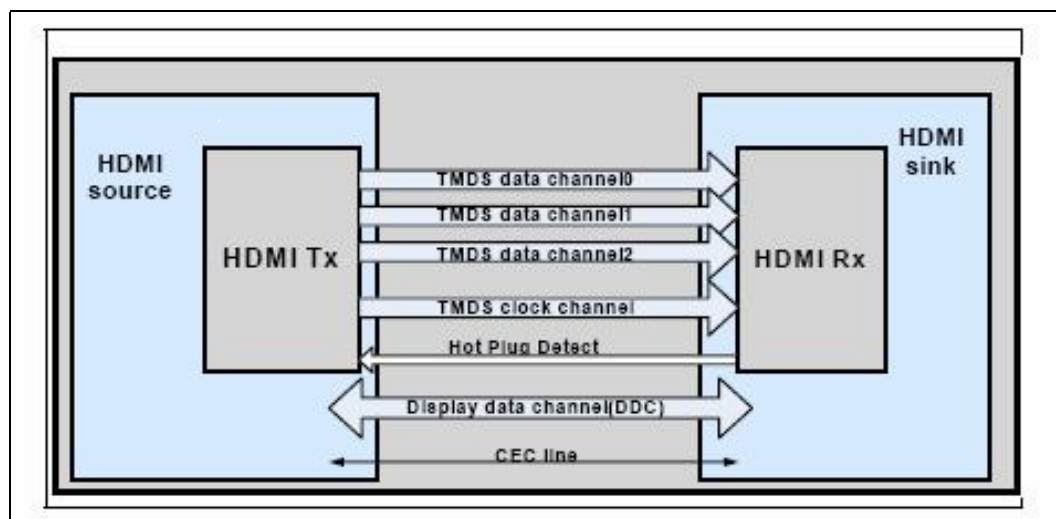 HDMI
source
HDMI Tx
TMDS data channel0
TMDS data channel1
TMDS data channel2
TMDS clock channel
Hot Plug Detect
Display data channel(DDC)
CEC line
HDMI
sink
HDMI Rx